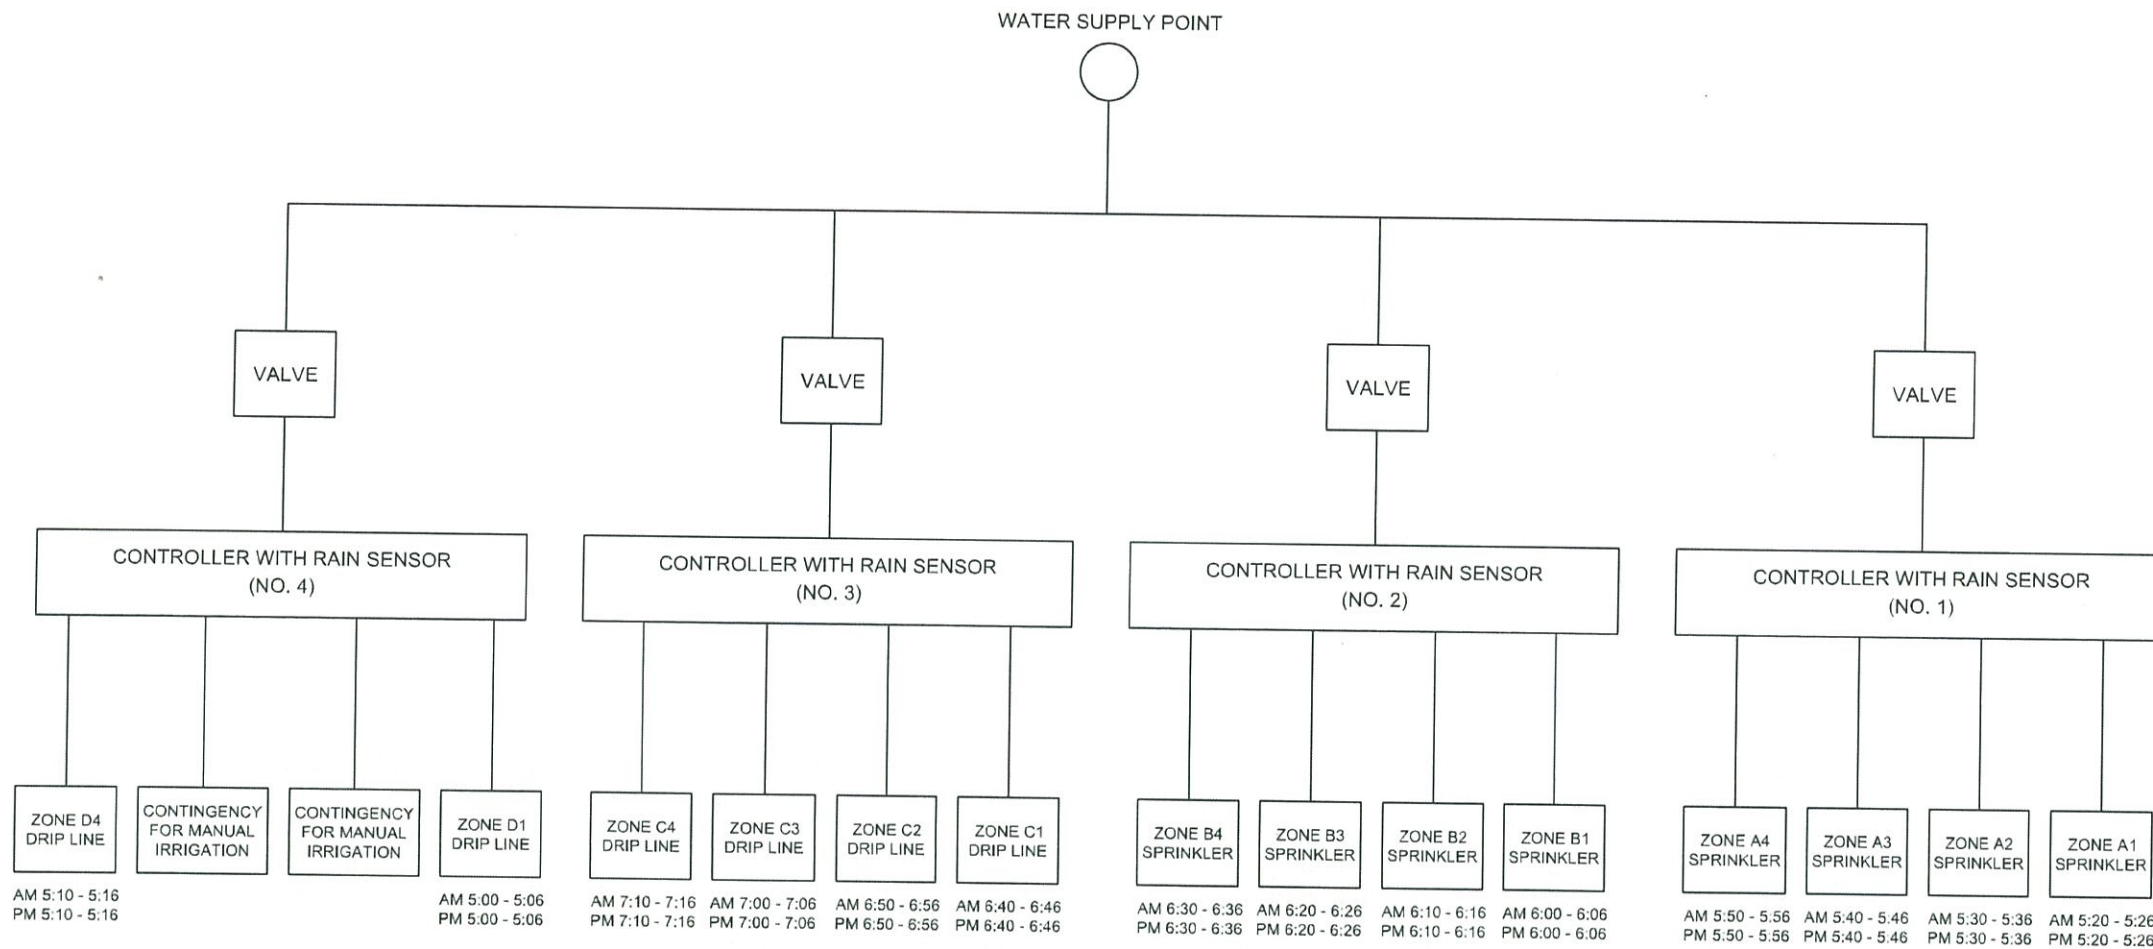 WATER SUPPLY POINT
VALVE
VALVE
VALVE
VALVE
CONTROLLER WITH RAIN SENSOR
(NO. 4)
CONTROLLER WITH RAIN SENSOR
(NO. 3)
CONTROLLER WITH RAIN SENSOR
(NO. 2)
CONTROLLER WITH RAIN SENSOR
(NO. 1)
ZONE D4
DRIP LINE
AM 5:10 - 5:16
PM 5:10 - 5:16
CONTINGENCY
FOR MANUAL
IRRIGATION
CONTINGENCY
FOR MANUAL
IRRIGATION
ZONE D1
DRIP LINE
AM 5:00 - 5:06
PM 5:00 - 5:06
ZONE C4
DRIP LINE
AM 7:10 - 7:16
PM 7:10 - 7:16
ZONE C3
DRIP LINE
AM 7:00 - 7:06
PM 7:00 - 7:06
ZONE C2
DRIP LINE
AM 6:50 - 6:56
PM 6:50 - 6:56
ZONE C1
DRIP LINE
AM 6:40 - 6:46
PM 6:40 - 6:46
ZONE B4
SPRINKLER
AM 6:30 - 6:36
PM 6:30 - 6:36
ZONE B3
SPRINKLER
AM 6:20 - 6:26
PM 6:20 - 6:26
ZONE B2
SPRINKLER
AM 6:10 - 6:16
PM 6:10 - 6:16
ZONE B1
SPRINKLER
AM 6:00 - 6:06
PM 6:00 - 6:06
ZONE A4
SPRINKLER
AM 5:50 - 5:56
PM 5:50 - 5:56
ZONE A3
SPRINKLER
AM 5:40 - 5:46
PM 5:40 - 5:46
ZONE A2
SPRINKLER
AM 5:30 - 5:36
PM 5:30 - 5:36
ZONE A1
SPRINKLER
AM 5:20 - 5:26
PM 5:20 - 5:26